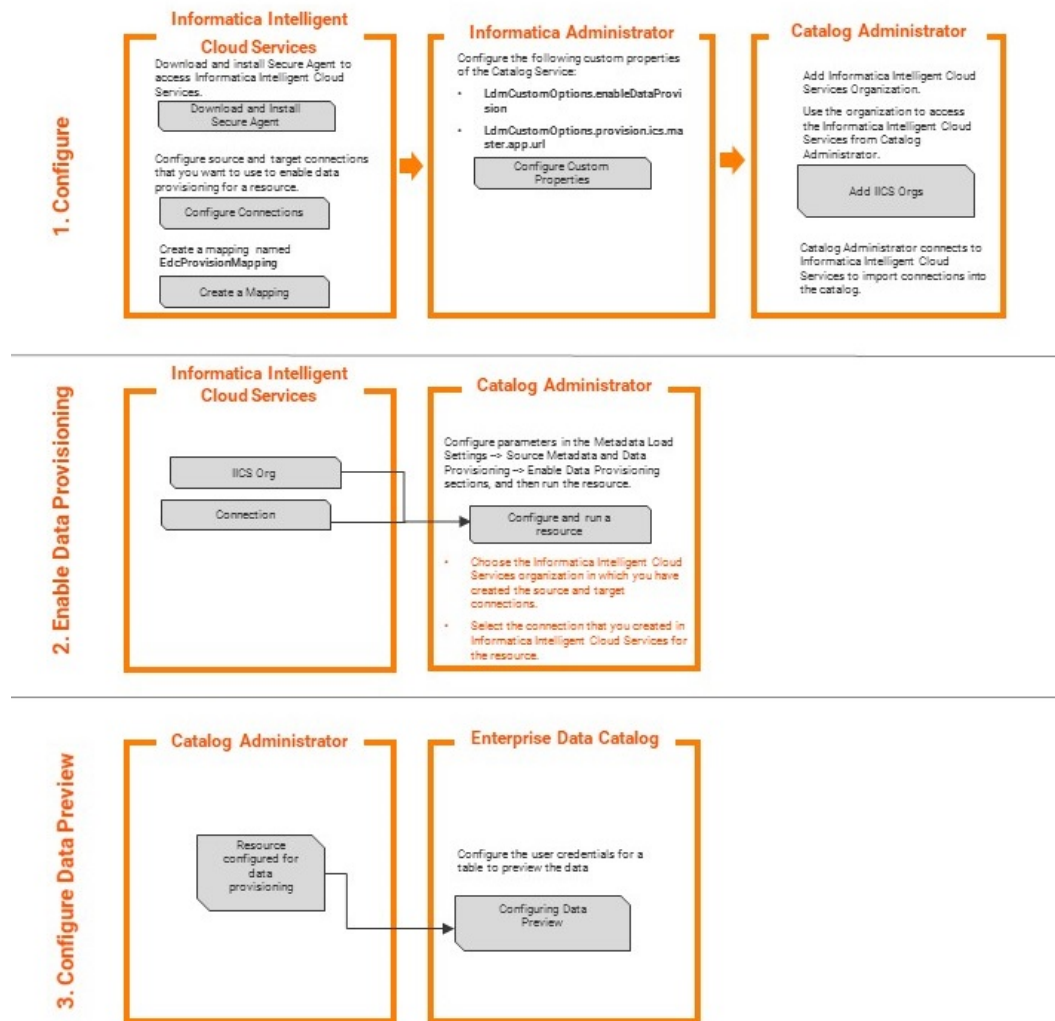 1. Configure
Informatica Intelligent
Cloud Services
Download and install Secure Agent to
access Informatica Intelligent Cloud
Services.
Download and Install
Secure Agent
Configure source and target connections
that you want to use to enable data
provisioning for a resource.
Configure Connections
Create a mapping named
EdcProvisionMapping
Create a Mapping
Informatica Administrator
Configure the following custom properties
of the Catalog Service:
• LdmCustomOptions.enableDataProvi
sion
• LdmCustomOptions.provision.ics.ma
ster.app.url
Configure Custom
Properties
Catalog Administrator
Add Informatica Intelligent Cloud
Services Organization.
Use the organization to access
the Informatica Intelligent Cloud
Services from Catalog
Administrator.
Add IICS Orgs
Catalog Administrator connects to
Informatica Intelligent Cloud
Services to import connections into
the catalog.
2. Enable Data Provisioning
Informatica Intelligent
Cloud Services
IICS Org
Connection
Catalog Administrator
Configure parameters in the Metadata Load
Settings --> Source Metadata and Data
Provisioning --> Enable Data Provisioning
sections, and then run the resource.
Configure and run a
resource
• Choose the Informatica Intelligent Cloud
Services organization in which you have
created the source and target
connections.
• Select the connection that you created in
Informatica Intelligent Cloud Services for
the resource.
3. Configure Data Preview
Catalog Administrator
Resource
configured for
data
provisioning
Enterprise Data Catalog
Configure the user credentials for a
table to preview the data
Configuring Data
Preview